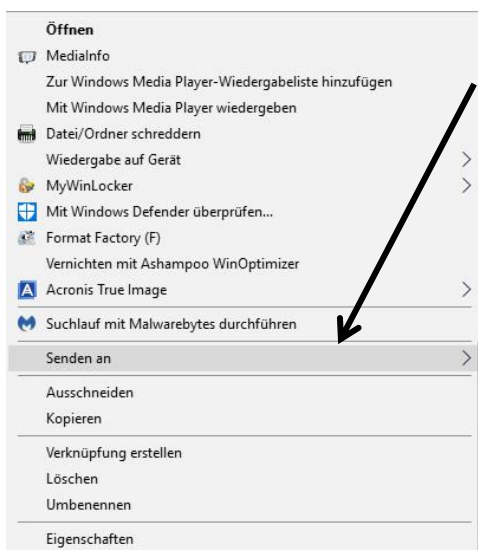 Öffnen
MediaInfo
Zur Windows Media Player-Wiedergabeliste hinzufügen
Mit Windows Media Player wiedergeben
Datei/Ordner schreddern
Wiedergabe auf Gerät
MyWinLocker
Mit Windows Defender überprüfen...
Format Factory (F)
Vernichten mit Ashampoo WinOptimizer
Acronis True Image
Suchlauf mit Malwarebytes durchführen
Senden an
Ausschneiden
Kopieren
Verknüpfung erstellen
Löschen
Umbenennen
Eigenschaften